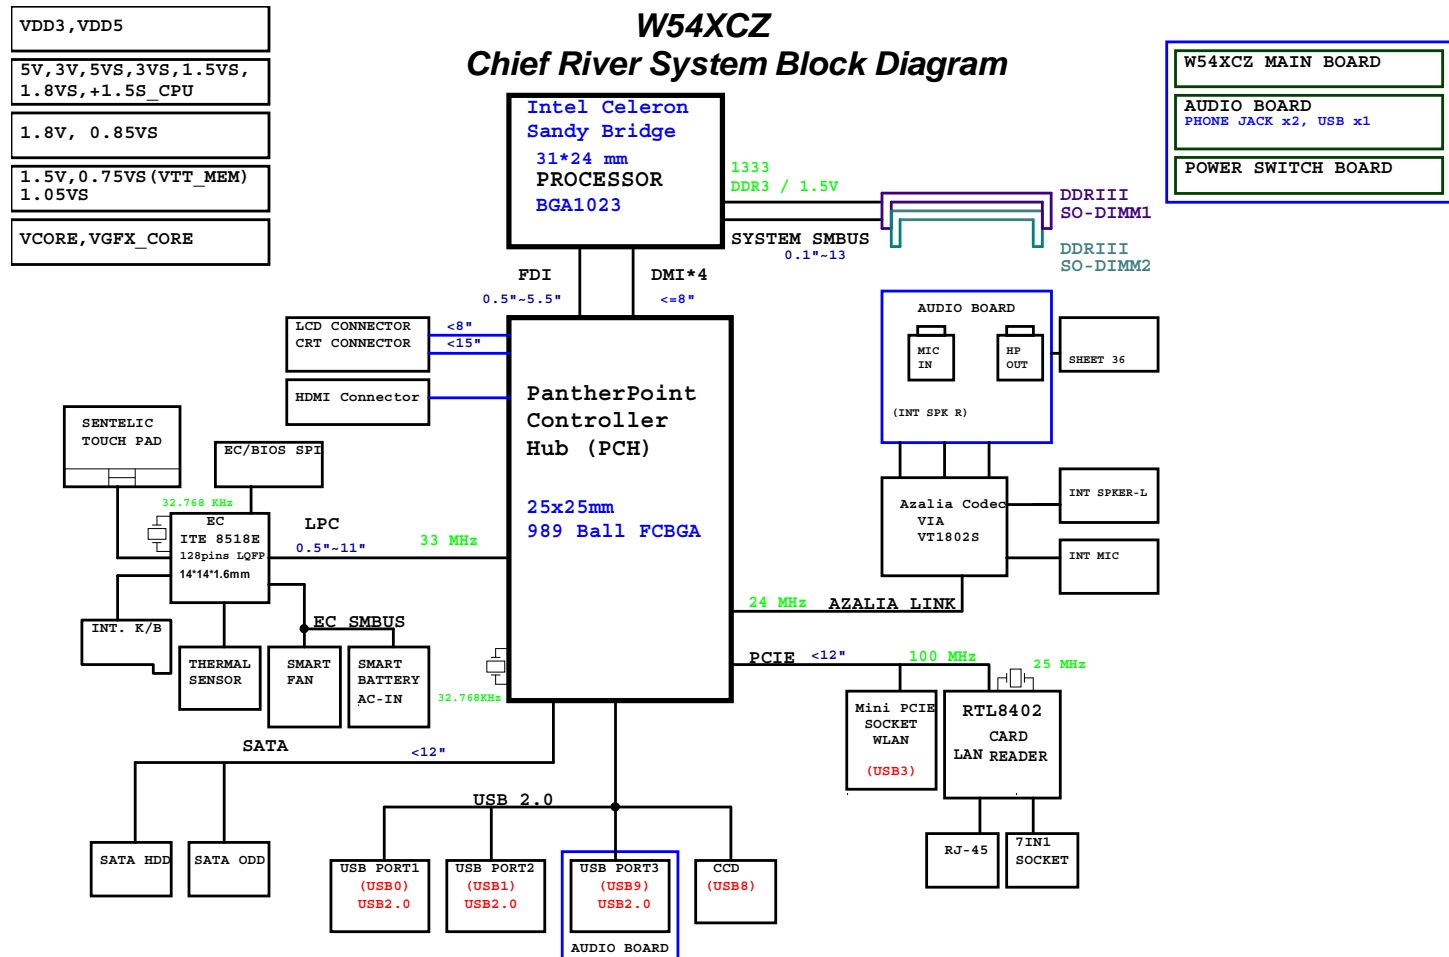 W54XCZ
Chief River System Block Diagram
VDD3,VDD5
5V,3V,5VS,3VS,1.5VS,
1.8VS,+1.5S_CPU
1.8V, 0.85VS
1.5V,0.75VS(VTT_MEM)
1.05VS
VCORE,VGFX_CORE
W54XCZ MAIN BOARD
AUDIO BOARD
PHONE JACK x2, USB x1
POWER SWITCH BOARD
Intel Celeron
Sandy Bridge
31*24 mm
PROCESSOR
BGA1023
1333
DDR3 / 1.5V
SYSTEM SMBUS
0.1"~13
DDRIII
SO-DIMM1
DDRIII
SO-DIMM2
FDI
0.5"~5.5"
DMI*4
<=8"
LCD CONNECTOR
CRT CONNECTOR
<8"
<15"
HDMI Connector
PantherPoint
Controller
Hub (PCH)
25x25mm
989 Ball FCBGA
AUDIO BOARD
MIC
IN
HP
OUT
(INT SPK R)
SHEET 36
SENTELIC
TOUCH PAD
EC/BIOS SPI
32.768 KHz
EC
ITE 8518E
128pins LQFP
14*14*1.6mm
LPC
0.5"~11"
33 MHz
Azalia Codec
VIA
VT1802S
INT SPKER-L
INT MIC
24 MHz
AZALIA LINK
INT. K/B
EC SMBUS
THERMAL
SENSOR
SMART
FAN
SMART
BATTERY
AC-IN
32.768KHz
PCIE
<12"
100 MHz
25 MHz
Mini PCIE
SOCKET
WLAN
(USB3)
RTL8402
CARD
LAN READER
RJ-45
7IN1
SOCKET
SATA
<12"
SATA HDD
SATA ODD
USB 2.0
USB PORT1
(USB0)
USB2.0
USB PORT2
(USB1)
USB2.0
USB PORT3
(USB9)
USB2.0
AUDIO BOARD
CCD
(USB8)